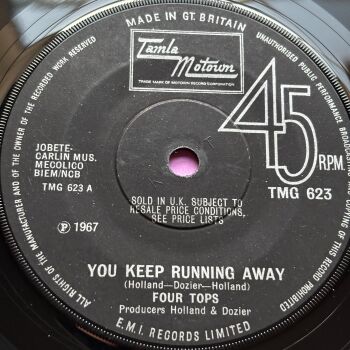 MADE IN GT. BRITAIN
Tamla
Motown
TRADE MARK OF MOTOWN RECORD CORPORATION
45
R.P.M.
TMG 623
JOBETE-
CARLIN MUS.
MECOLICO
BIEM/NCB
TMG 623 A
SOLD IN U.K. SUBJECT TO
RESALE PRICE CONDITIONS,
SEE PRICE LISTS
℗ 1967
YOU KEEP RUNNING AWAY
(Holland—Dozier—Holland)
FOUR TOPS
Producers Holland & Dozier
E.M.I. RECORDS LIMITED
ALL RIGHTS OF THE MANUFACTURER AND OF THE OWNER OF THE RECORDED WORK RESERVED
UNAUTHORISED PUBLIC PERFORMANCE BROADCASTING AND COPYING OF THIS RECORD PROHIBITED